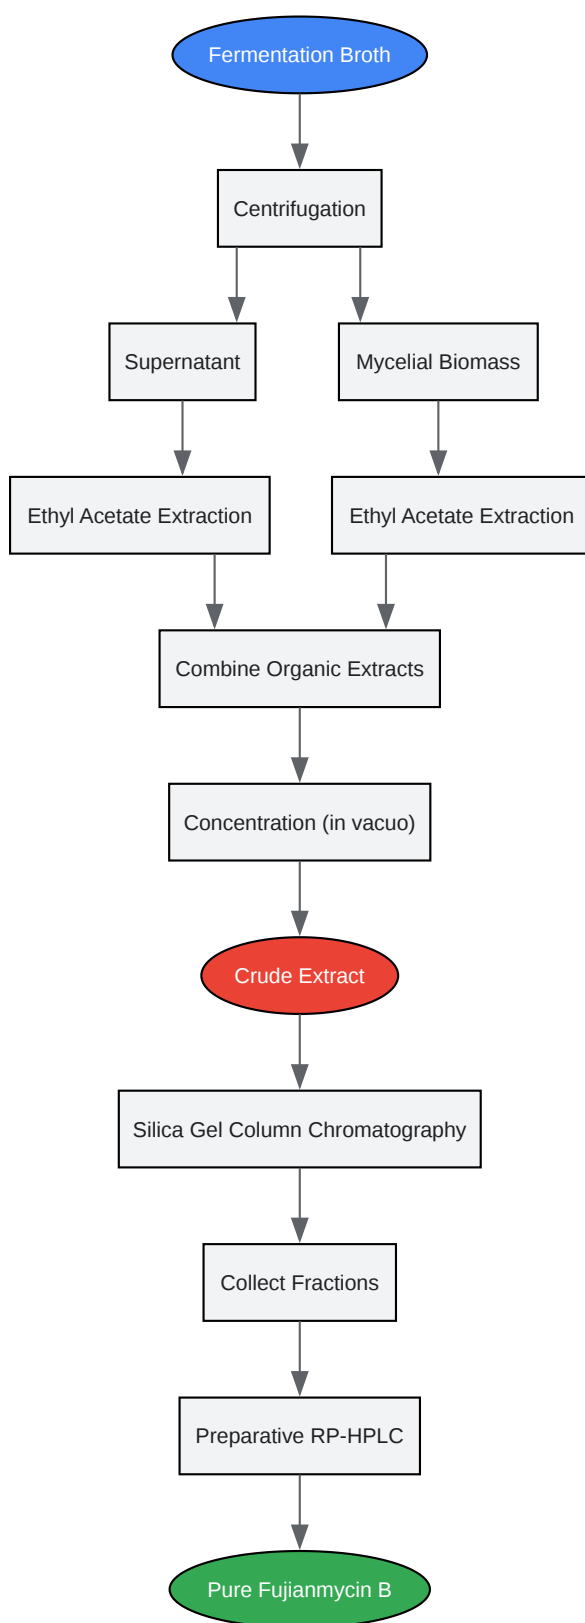 Fermentation Broth
Centrifugation
Supernatant
Mycelial Biomass
Ethyl Acetate Extraction
Ethyl Acetate Extraction
Combine Organic Extracts
Concentration (in vacuo)
Crude Extract
Silica Gel Column Chromatography
Collect Fractions
Preparative RP-HPLC
Pure Fujianmycin B